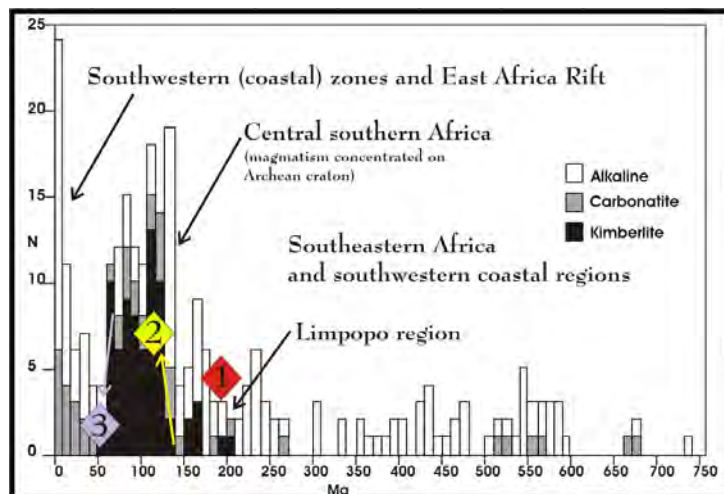 25
20
15
N
10
5
0
Southwestern (coastal) zones and East Africa Rift
Central southern Africa
(magmatism concentrated on
Archean craton)
Alkaline
Carbonatite
Kimberlite
Southeastern Africa
and southwestern coastal regions
Limpopo region
1
2
3
0 50 100 150 200 250 300 350 400 450 500 550 600 650 700 750
Ma